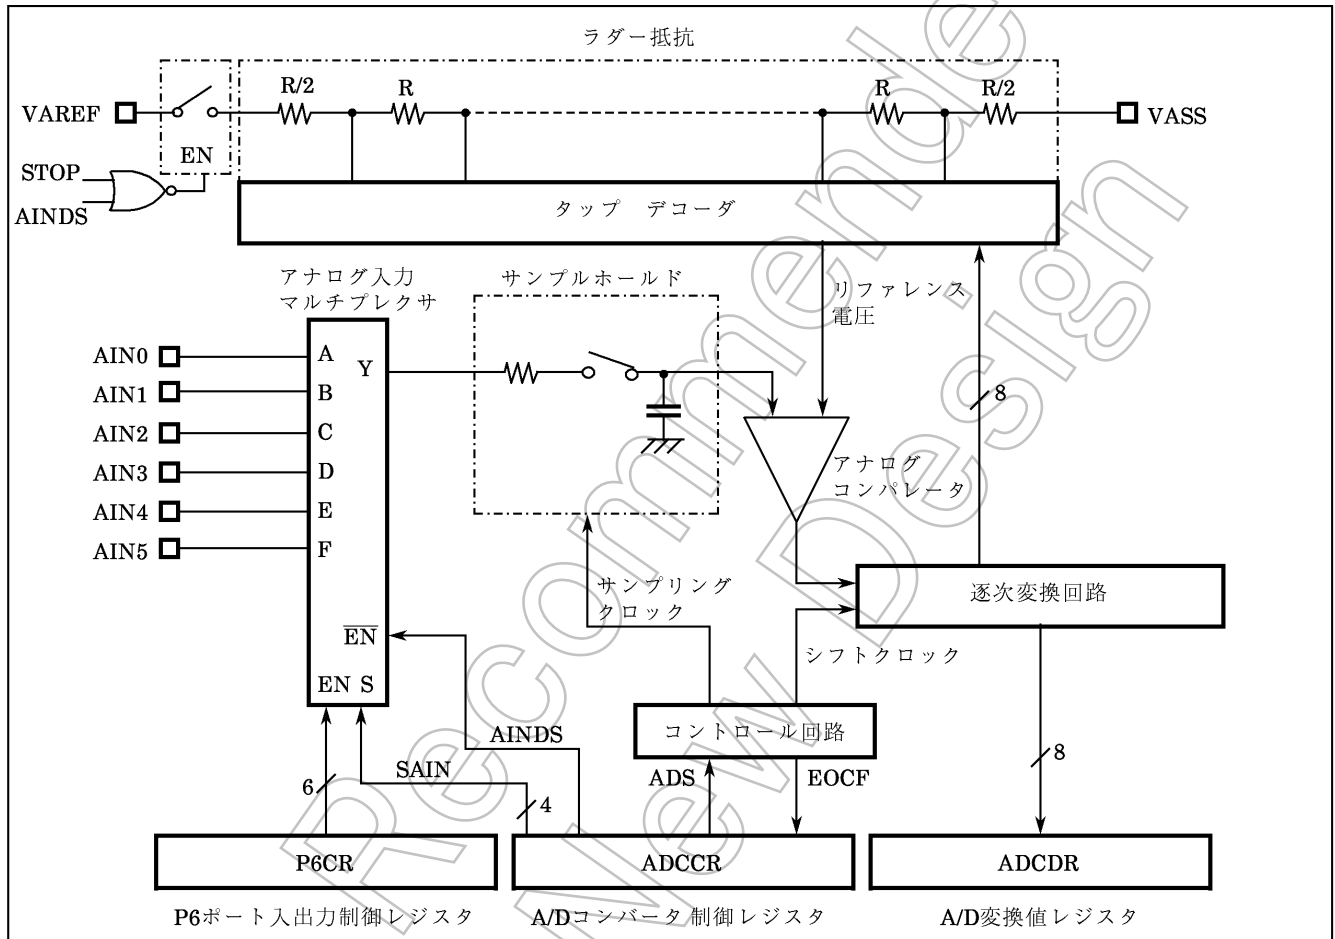 ラダー抵抗
R/2
R
R
R/2
VAREF
VASS
EN
STOP
AINDS
タップ デコーダ
アナログ入力
マルチプレクサ
サンプルホールド
リファレンス
電圧
AIN0
AIN1
AIN2
AIN3
AIN4
AIN5
A
B
C
D
E
F
Y
8
アナログ
コンパレータ
サンプリング
クロック
逐次変換回路
EN
EN S
シフトクロック
コントロール回路
AINDS
SAIN
ADS
EOCF
6
4
8
P6CR
ADCCR
ADCDR
P6ポート入出力制御レジスタ
A/Dコンバータ制御レジスタ
A/D変換値レジスタ
Recommende
New Design